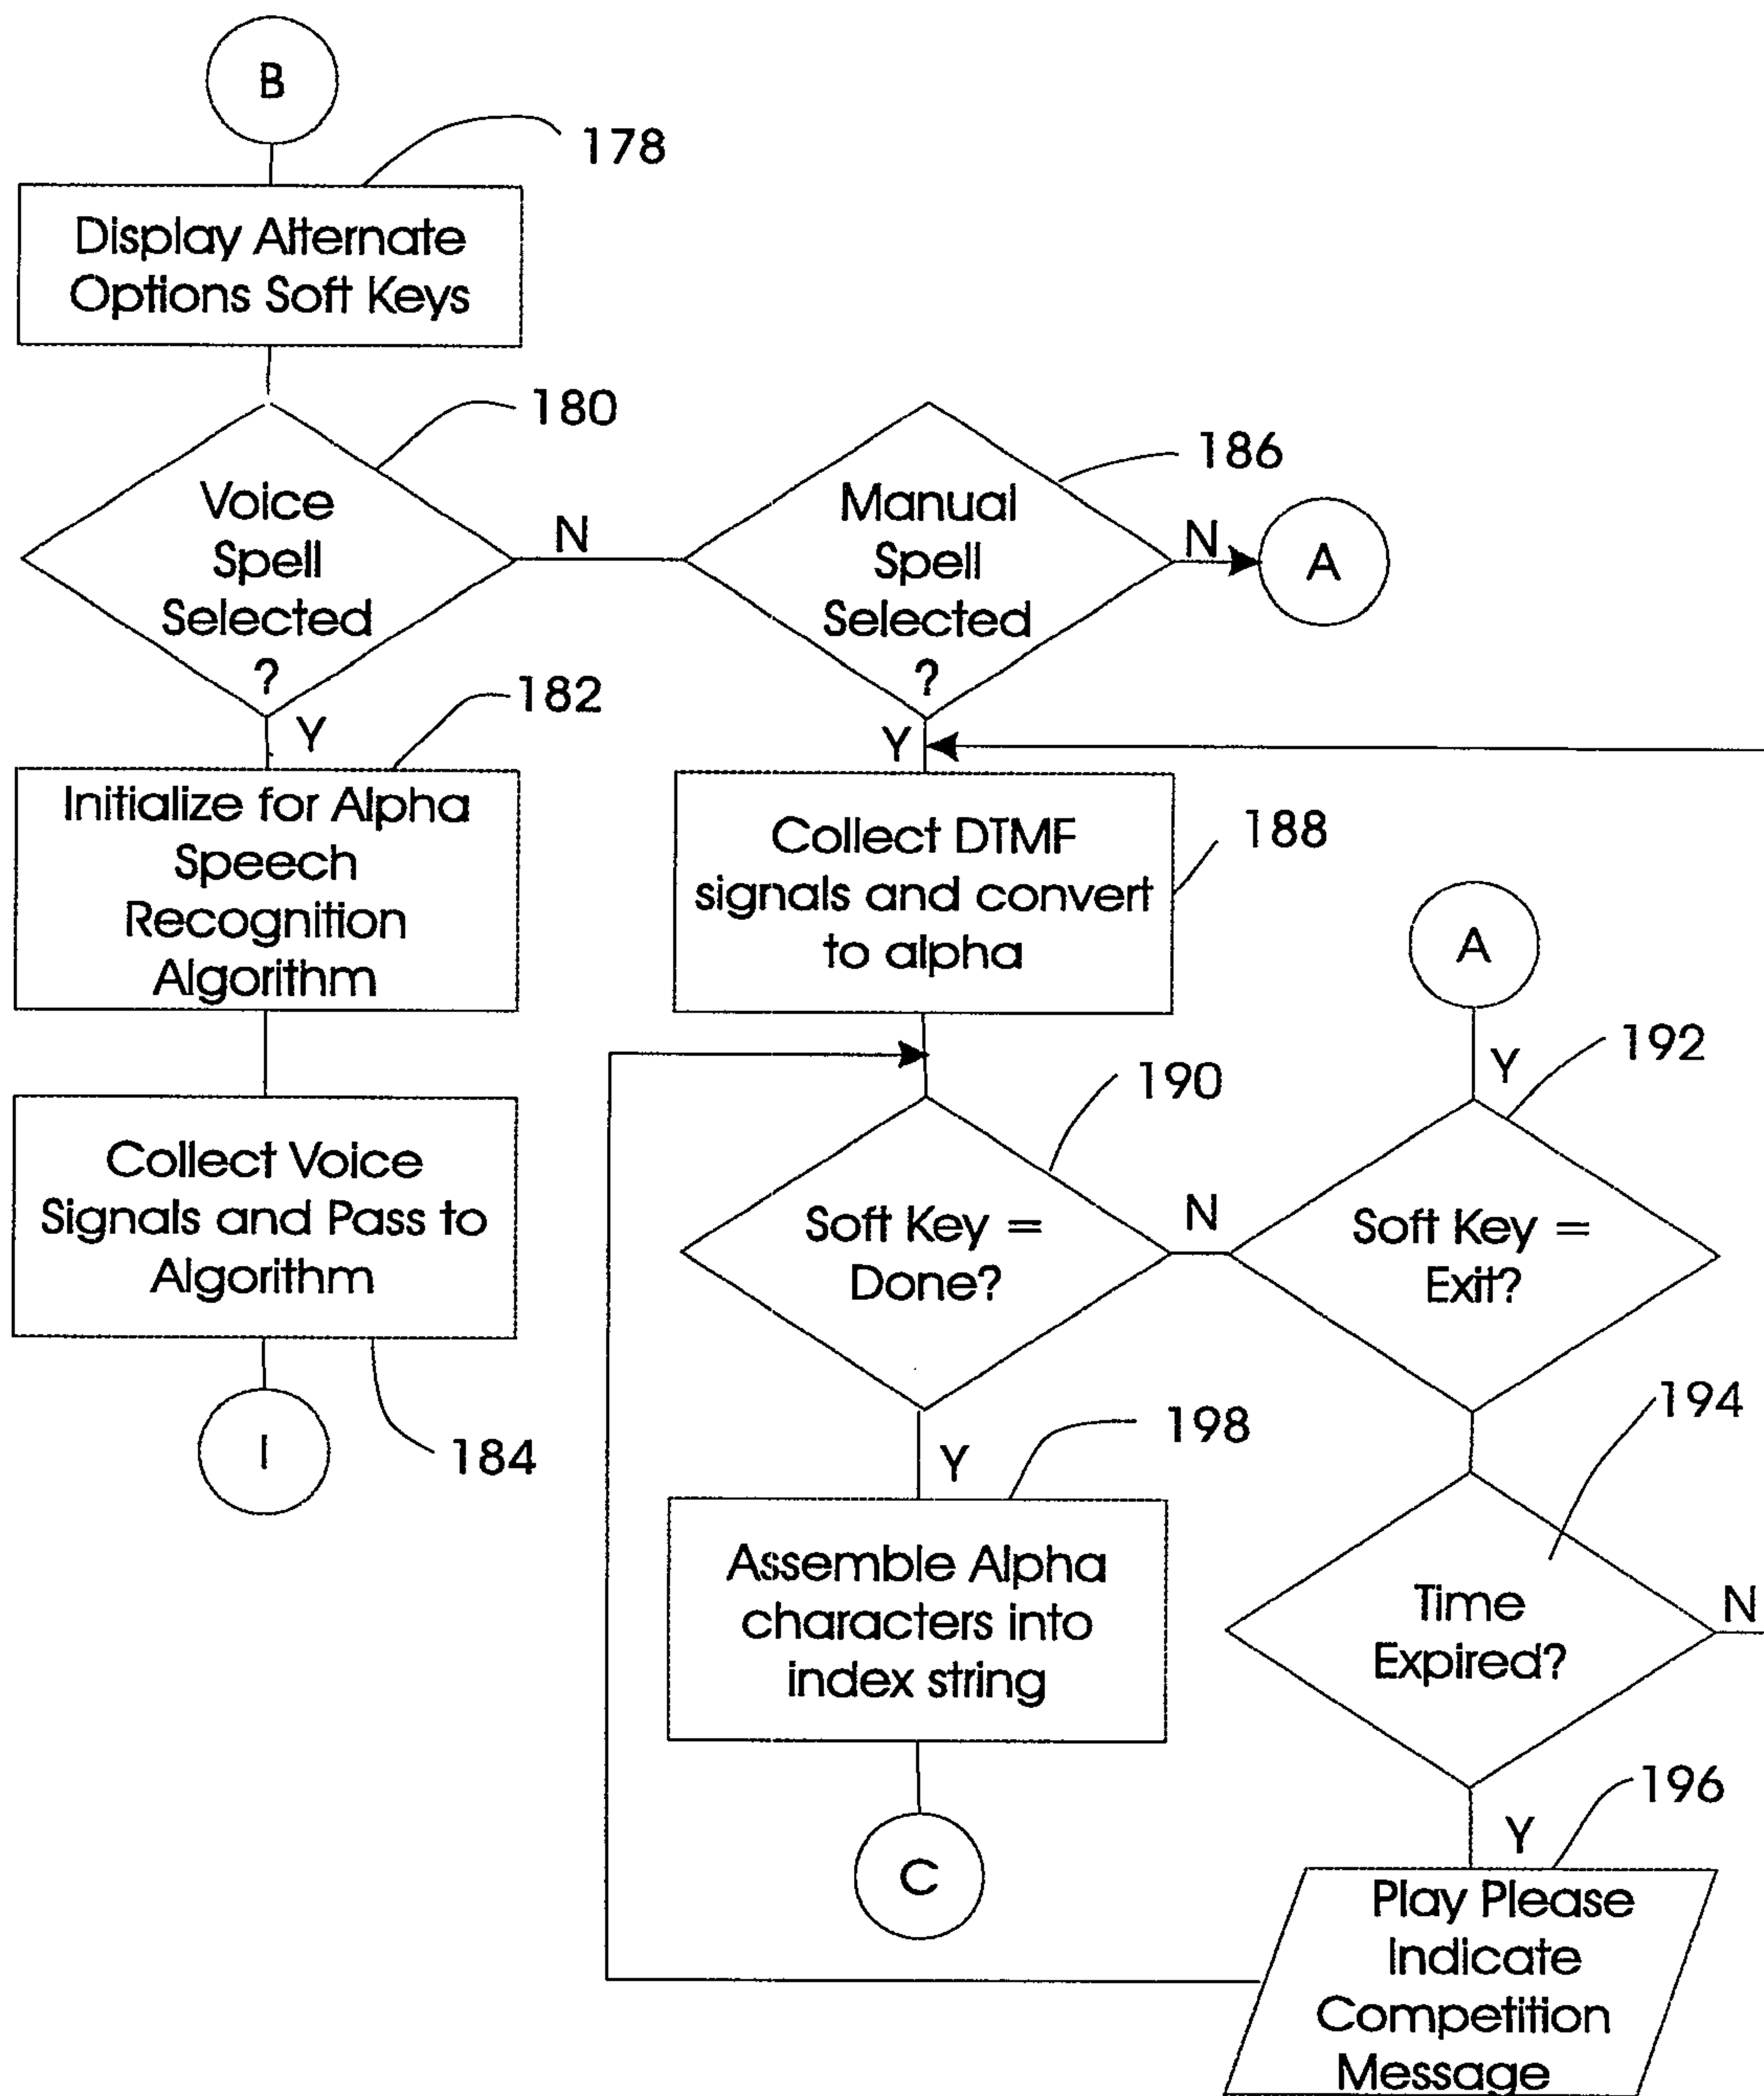 B
178
Display Alternate
Options Soft Keys
180
Voice
Spell
Selected
?
N
186
Manual
Spell
Selected
?
N
A
Y
182
Initialize for Alpha
Speech
Recognition
Algorithm
Y
Collect DTMF
signals and convert
to alpha
188
Collect Voice
Signals and Pass to
Algorithm
184
I
190
Soft Key =
Done?
N
A
Y
192
Soft Key =
Exit?
194
Y
198
Assemble Alpha
characters into
index string
C
Time
Expired?
N
Y
196
Play Please
Indicate
Competition
Message